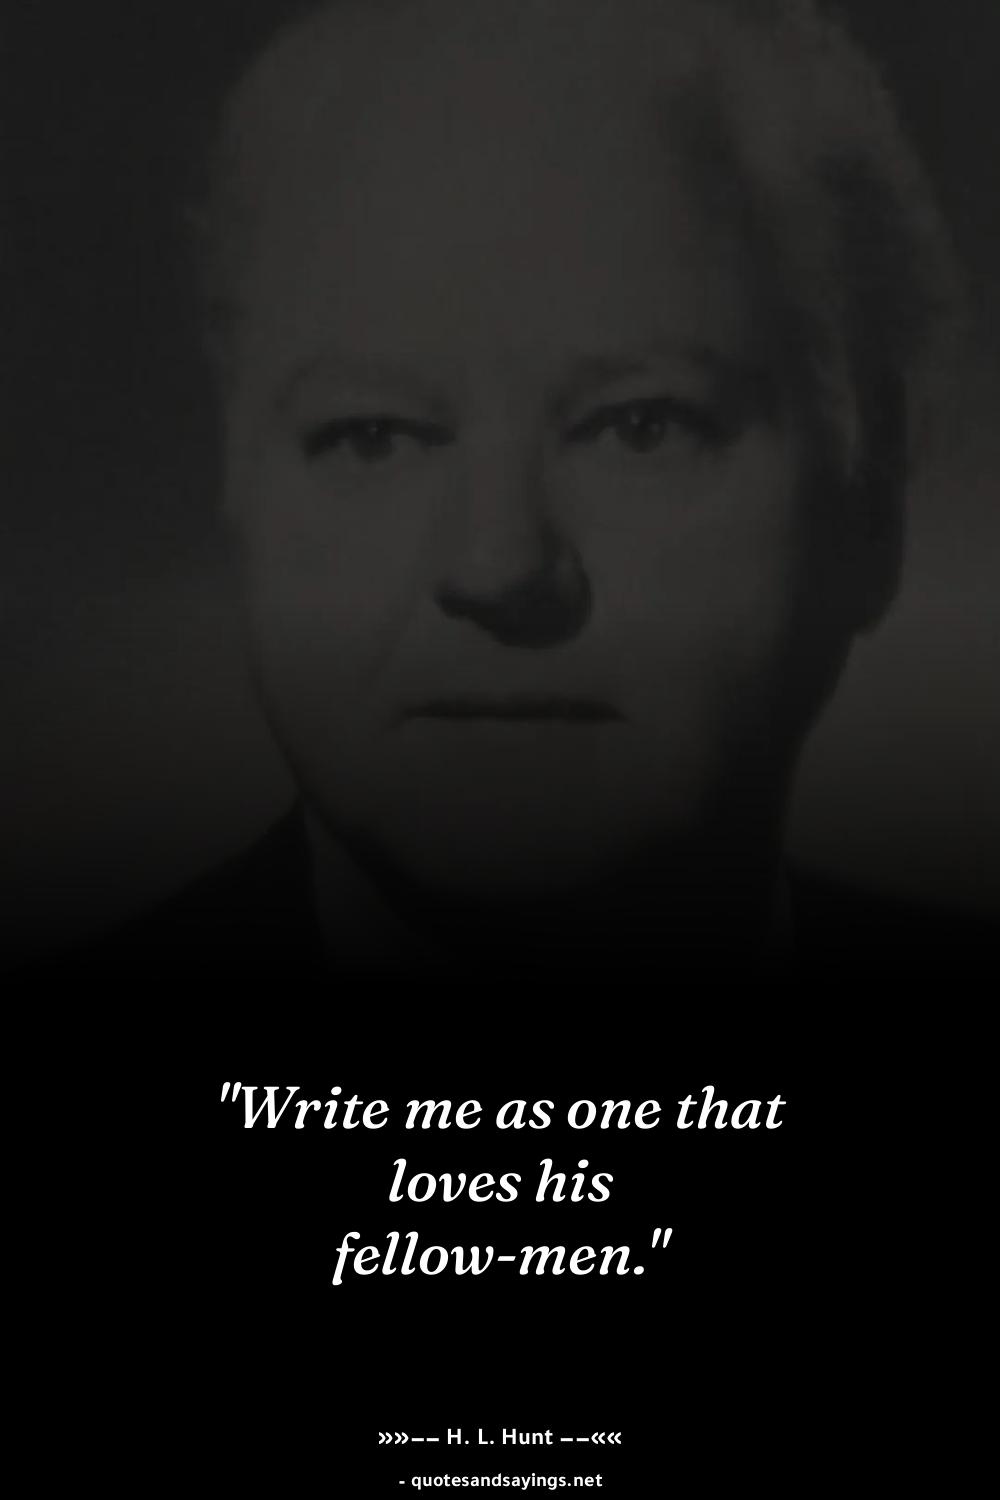 "Write me as one that
loves his
fellow-men."
»»–– H. L. Hunt ––««
- quotesandsayings.net